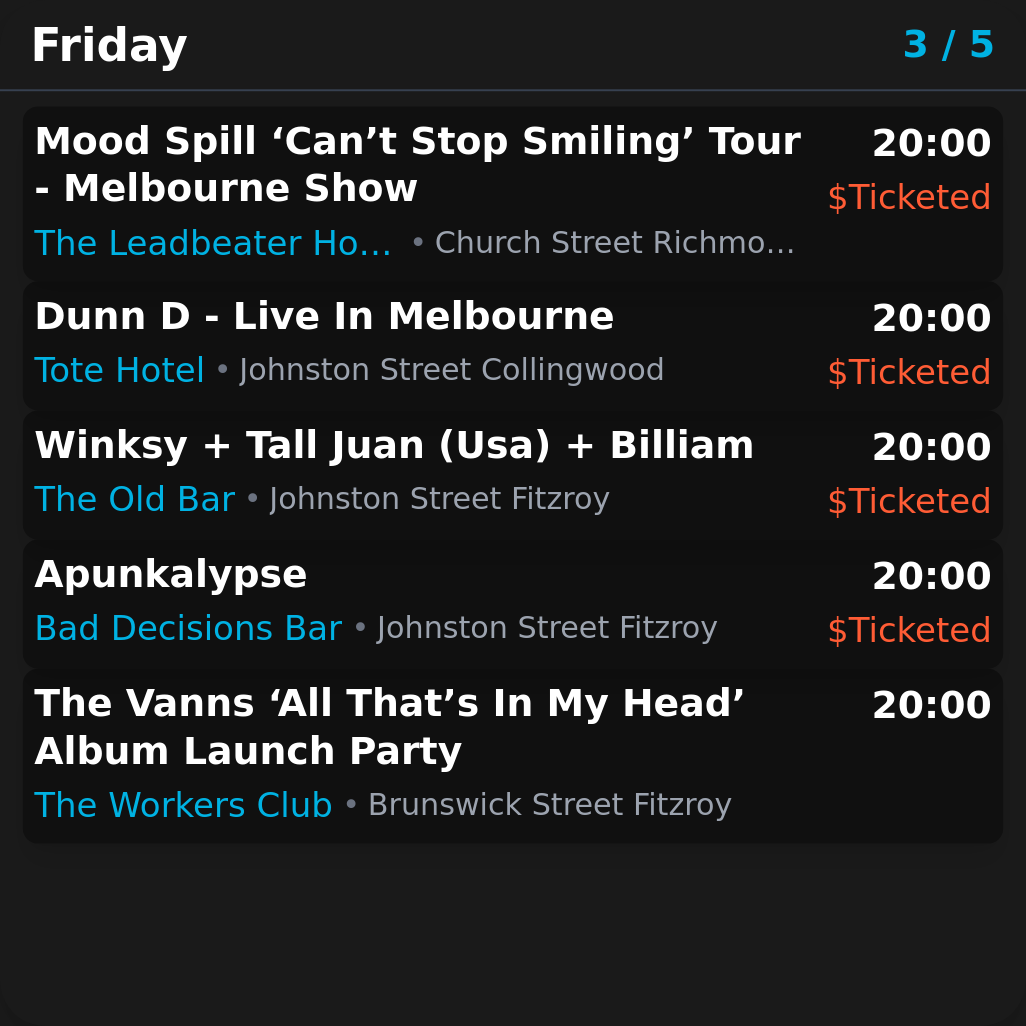 Friday
3 / 5
Mood Spill ‘Can’t Stop Smiling’ Tour
- Melbourne Show
20:00
$Ticketed
The Leadbeater Ho… • Church Street Richmo…
Dunn D - Live In Melbourne
20:00
Tote Hotel • Johnston Street Collingwood
$Ticketed
Winksy + Tall Juan (Usa) + Billiam
20:00
The Old Bar • Johnston Street Fitzroy
$Ticketed
Apunkalypse
20:00
Bad Decisions Bar • Johnston Street Fitzroy
$Ticketed
The Vanns ‘All That’s In My Head’
Album Launch Party
20:00
The Workers Club • Brunswick Street Fitzroy